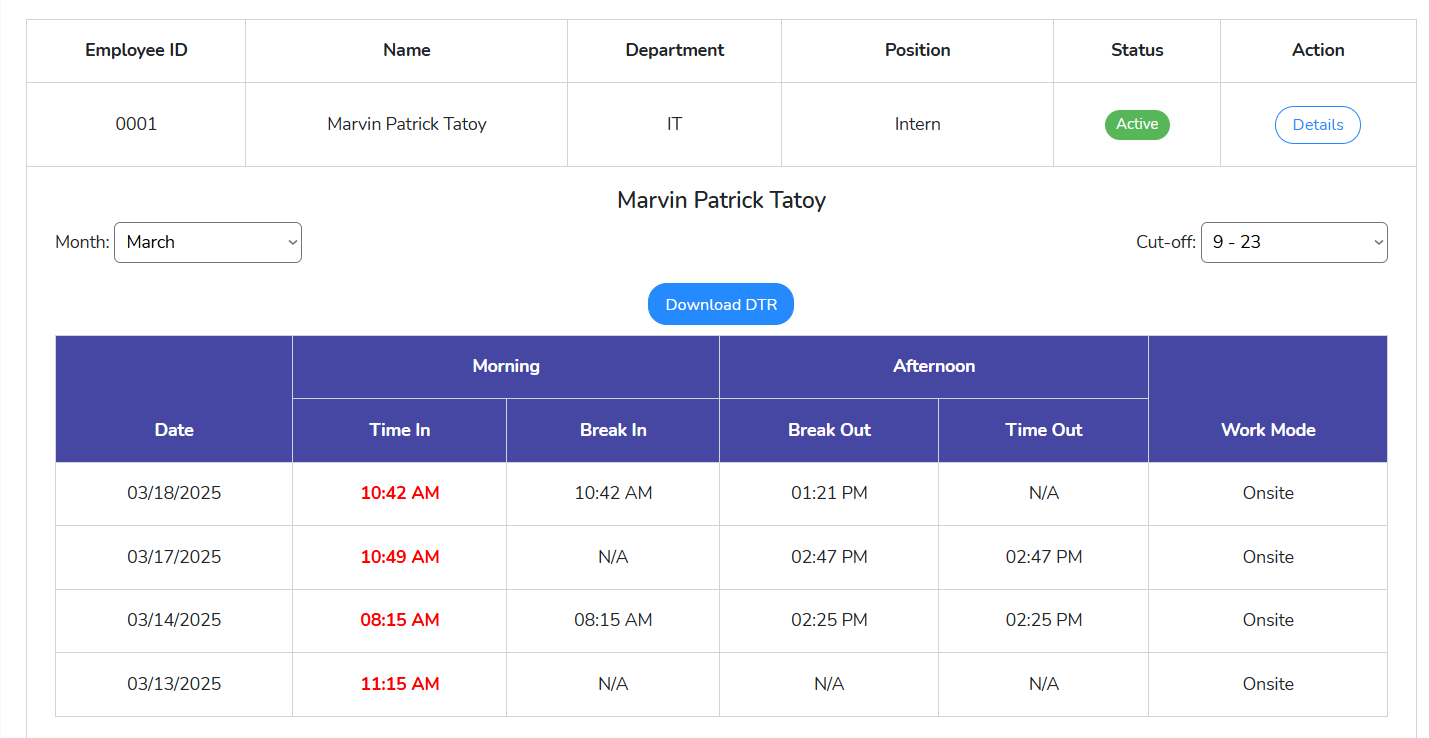 Employee ID Name Department Position Status Action
0001 Marvin Patrick Tatoy IT Intern Active Details
Marvin Patrick Tatoy
Month: March Cut-off: 9 - 23
Download DTR
Morning Afternoon
Date Time In Break In Break Out Time Out Work Mode
03/18/2025 10:42 AM 10:42 AM 01:21 PM N/A Onsite
03/17/2025 10:49 AM N/A 02:47 PM 02:47 PM Onsite
03/14/2025 08:15 AM 08:15 AM 02:25 PM 02:25 PM Onsite
03/13/2025 11:15 AM N/A N/A N/A Onsite